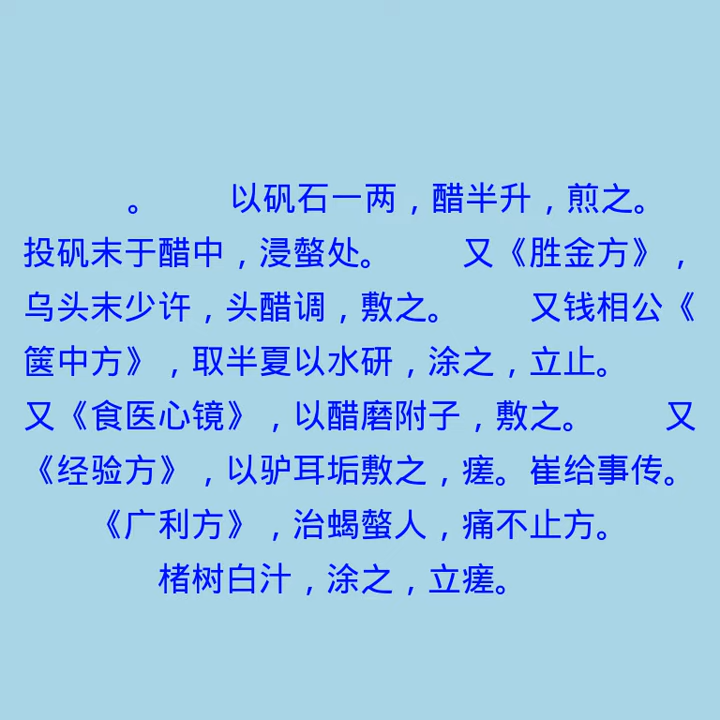 。　　以矾石一两，醋半升，煎之。
投矾末于醋中，浸螫处。　　又《胜金方》，
乌头末少许，头醋调，敷之。　　又钱相公《
箧中方》，取半夏以水研，涂之，立止。
又《食医心镜》，以醋磨附子，敷之。　　又
《经验方》，以驴耳垢敷之，瘥。崔给事传。
《广利方》，治蝎螫人，痛不止方。
楮树白汁，涂之，立瘥。